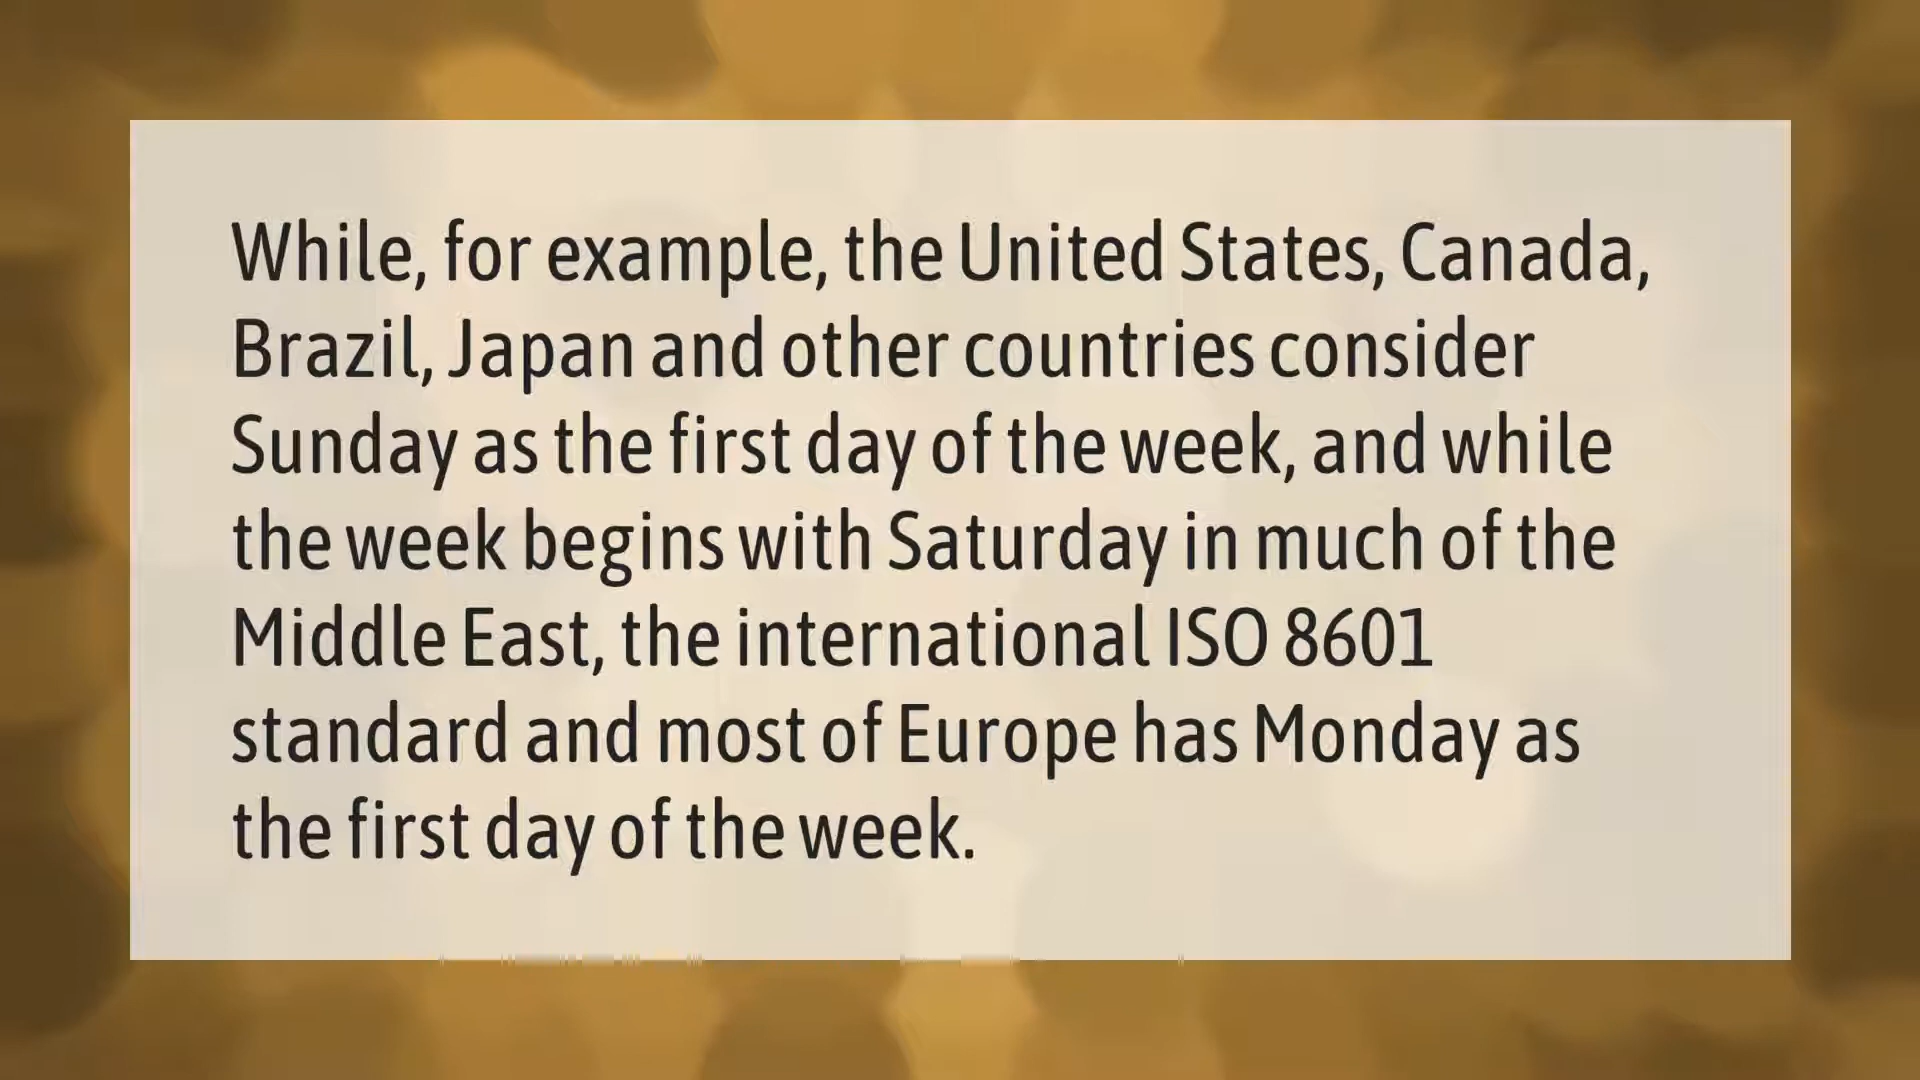 While, for example, the United States, Canada,
Brazil, Japan and other countries consider
Sunday as the first day of the week, and while
the week begins with Saturday in much of the
Middle East, the international ISO 8601
standard and most of Europe has Monday as
the first day of the week.